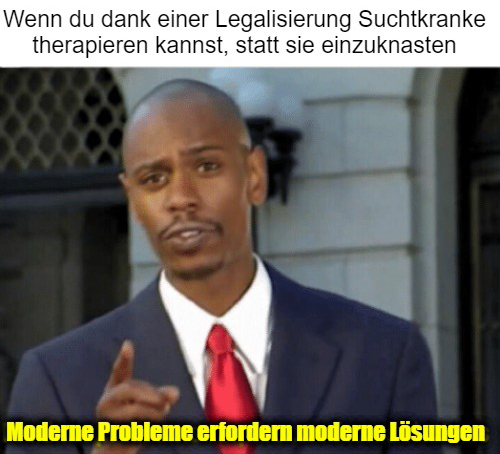 Wenn du dank einer Legalisierung Suchtkranke
therapieren kannst, statt sie einzuknasten
Moderne Probleme erfordern moderne Lösungen